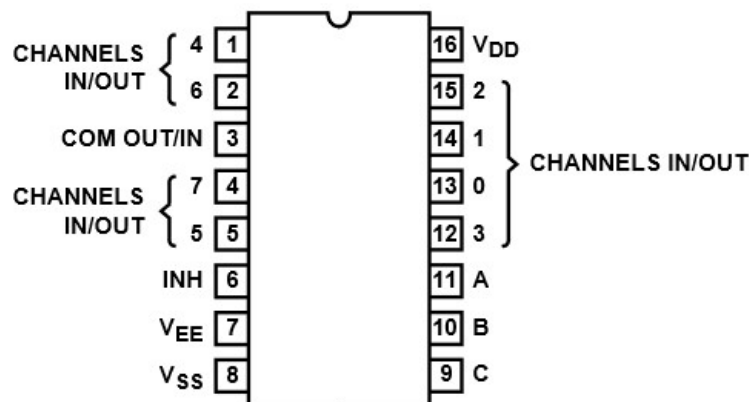 CHANNELS IN/OUT 4 1 16 VDD
6 2 15 2
COM OUT/IN 3 14 1
CHANNELS IN/OUT 7 4 13 0 CHANNELS IN/OUT
5 5 12 3
INH 6 11 A
VEE 7 10 B
VSS 8 9 C